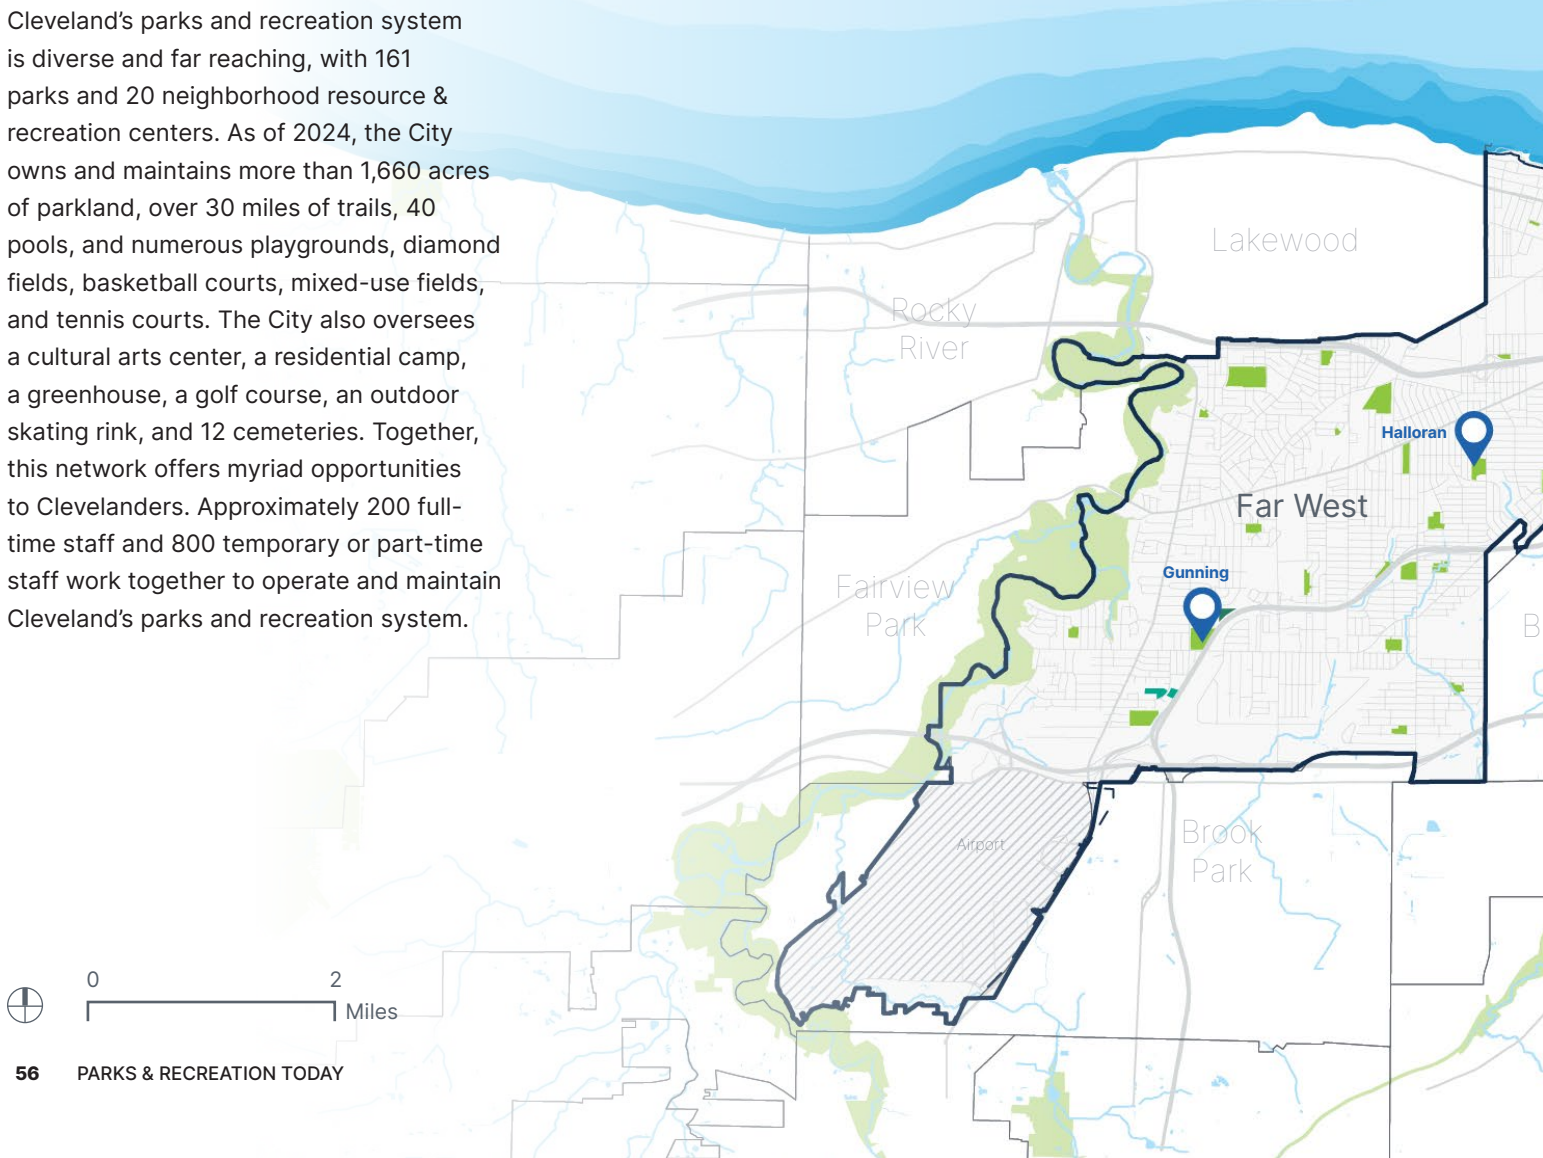 Cleveland’s parks and recreation system
is diverse and far reaching, with 161
parks and 20 neighborhood resource &
recreation centers. As of 2024, the City
owns and maintains more than 1,660 acres
of parkland, over 30 miles of trails, 40
pools, and numerous playgrounds, diamond
fields, basketball courts, mixed-use fields,
and tennis courts. The City also oversees
a cultural arts center, a residential camp,
a greenhouse, a golf course, an outdoor
skating rink, and 12 cemeteries. Together,
this network offers myriad opportunities
to Clevelanders. Approximately 200 full-
time staff and 800 temporary or part-time
staff work together to operate and maintain
Cleveland’s parks and recreation system.
Lakewood
Rocky
River
Halloran
Far West
Gunning
Fairview
Park
B
Airport
Brook
Park
0 2
Miles
56 PARKS & RECREATION TODAY